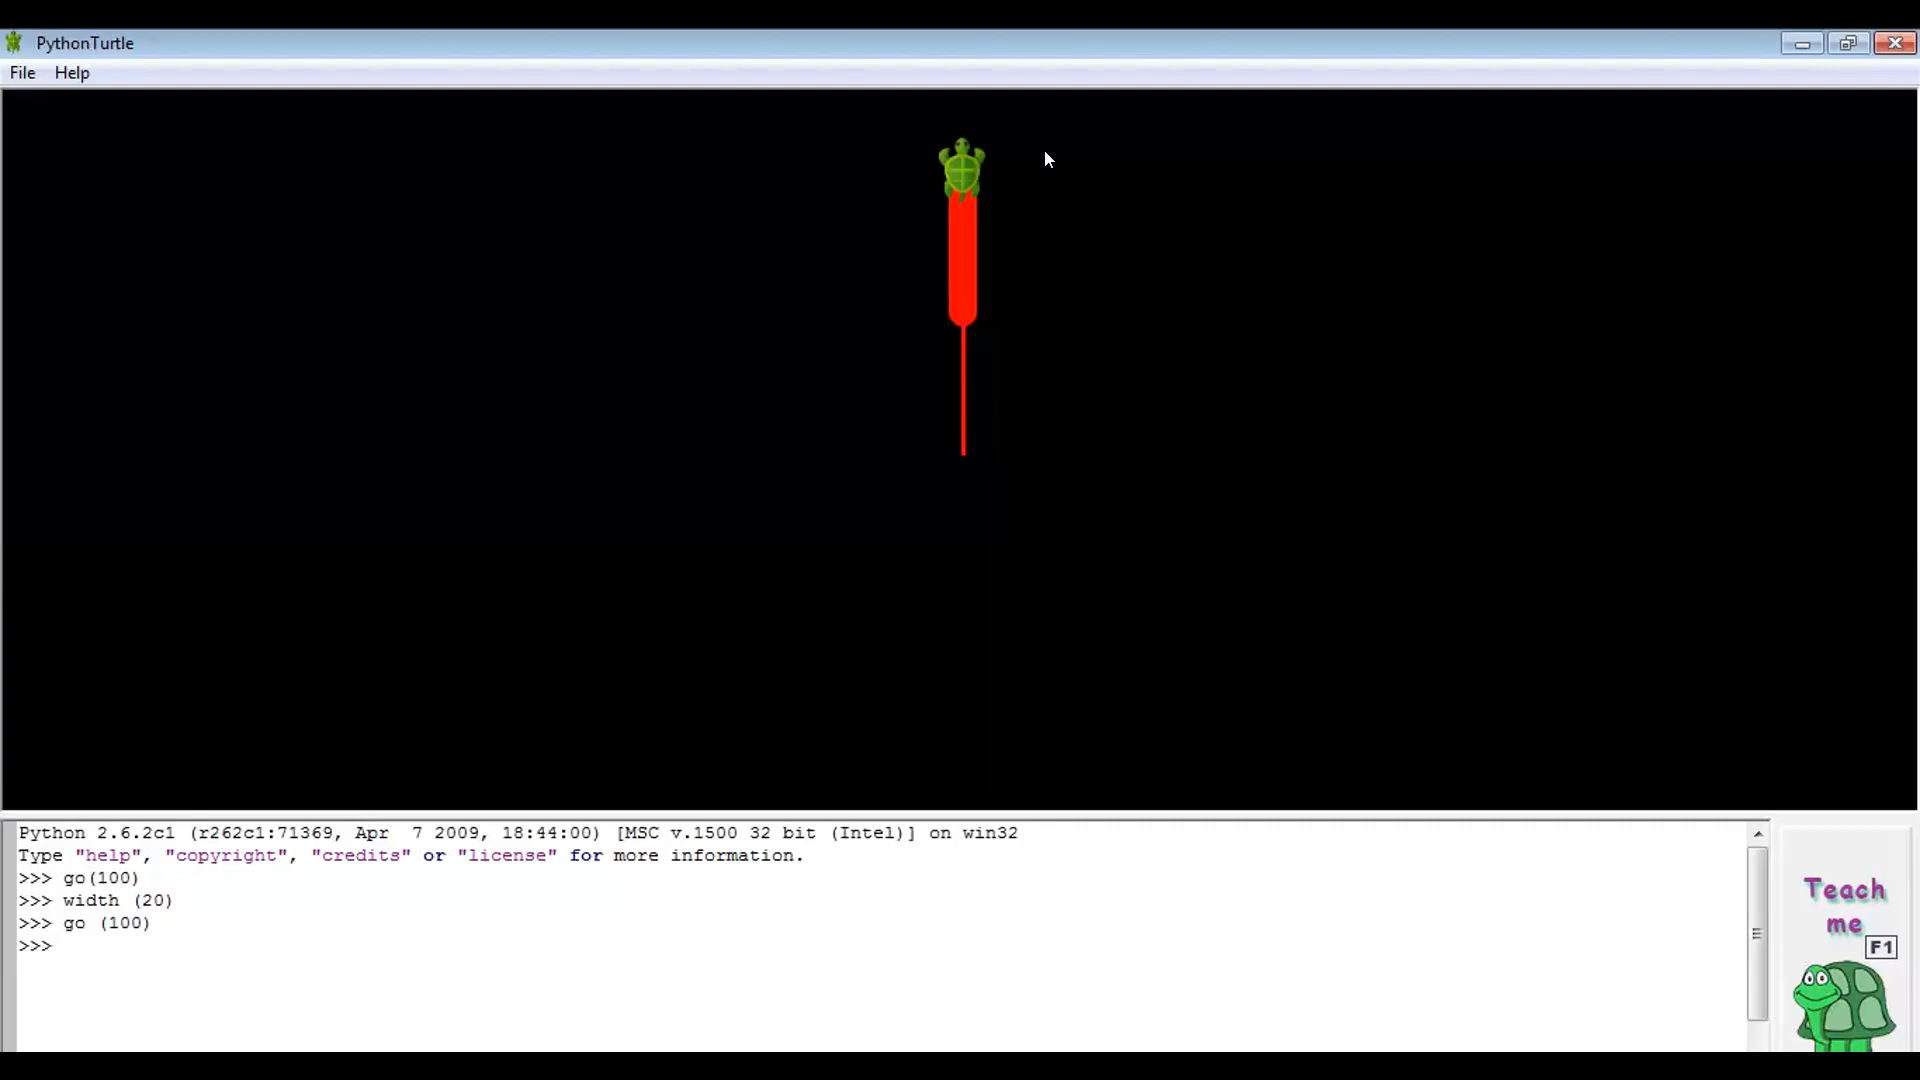 PythonTurtle
File Help
Python 2.6.2c1 (r262c1:71369, Apr  7 2009, 18:44:00) [MSC v.1500 32 bit (Intel)] on win32
Type "help", "copyright", "credits" or "license" for more information.
>>> go(100)
>>> width (20)
>>> go (100)
>>>
Teach
me
F1